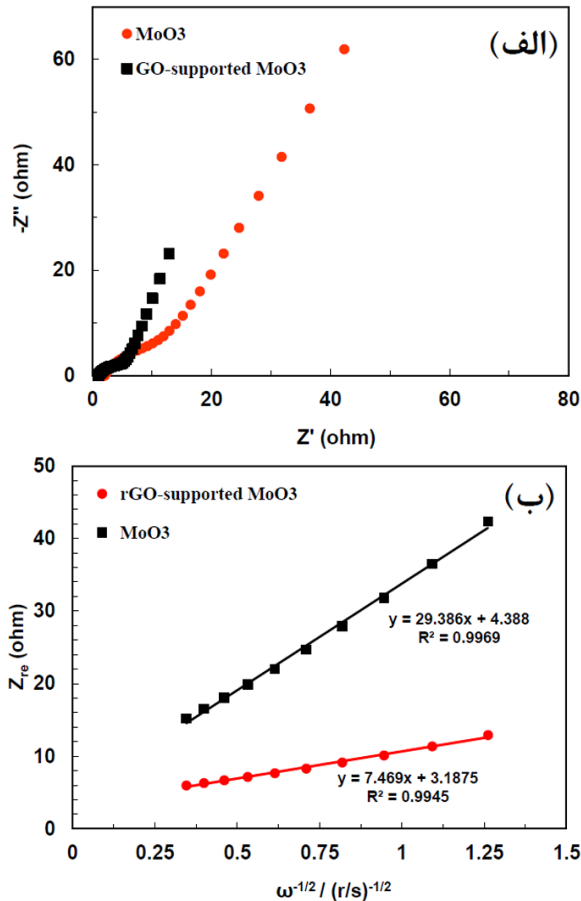 (الف)
MoO3
GO-supported MoO3
60
40
20
0
-Z" (ohm)
0 20 40 60 80
Z' (ohm)
(ب)
rGO-supported MoO3
MoO3
50
40
30
20
10
0
Zre (ohm)
y = 29.386x + 4.388
R² = 0.9969
y = 7.469x + 3.1875
R² = 0.9945
0 0.25 0.5 0.75 1 1.25 1.5
ω-1/2 / (r/s)-1/2